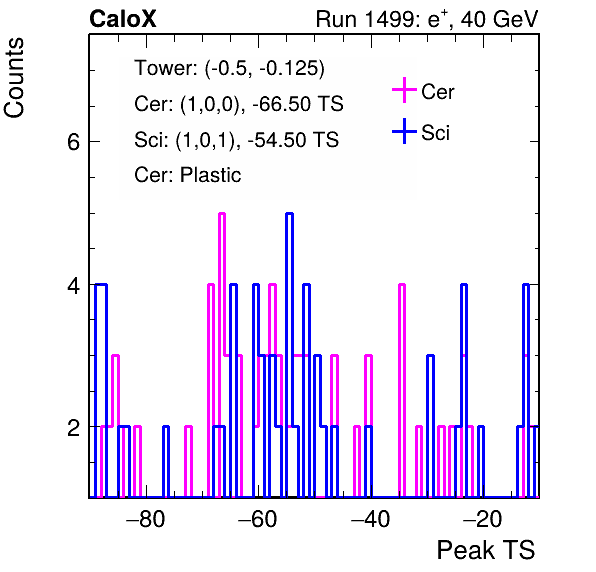 CaloX Run 1499: e⁺, 40 GeV
Counts
Tower: (-0.5, -0.125)
Cer: (1,0,0), -66.50 TS
Sci: (1,0,1), -54.50 TS
Cer: Plastic
Cer
Sci
6
4
2
−80 −60 −40 −20
Peak TS